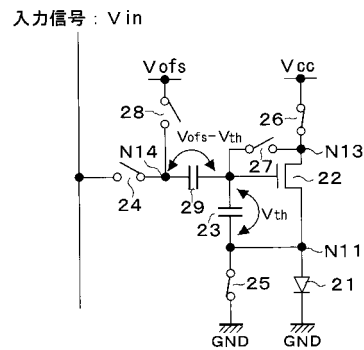 入力信号：Vin
Vofs
Vcc
28
Vofs-Vth
26
N14
27
N13
24
29
22
23
Vth
N11
25
21
GND
GND